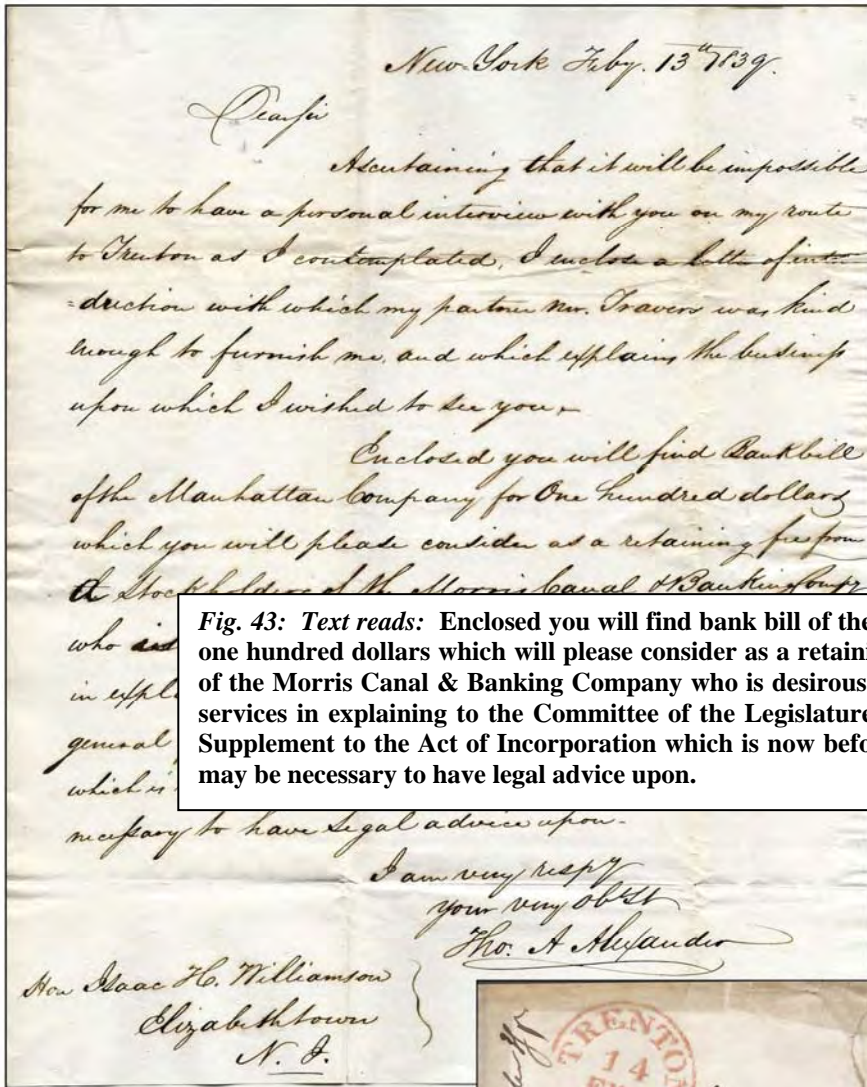 New-York Feby. 13th 1839.
Dear Sir
Ascertaining that it will be impossible
for me to have a personal interview with you on my route
to Trenton as I contemplated, I enclose a letter of intro
=duction with which my partner Mr. Travers was kind
enough to furnish me, and which explains the business
upon which I wished to see you.
Enclosed you will find Bank bill
of the Manhattan Company for One hundred dollars
which you will please consider as a retaining fee from
a Stockholder of the Morris Canal & Banking Compy
who
in expl
general
which is
necessary to have legal advice upon.
I am very respy
your very obt St
Tho. A Alexander
Hon Isaac H. Williamson
Elizabethtown
N. J.
Fig. 43: Text reads: Enclosed you will find bank bill of the
one hundred dollars which will please consider as a retaini
of the Morris Canal & Banking Company who is desirous
services in explaining to the Committee of the Legislature
Supplement to the Act of Incorporation which is now befo
may be necessary to have legal advice upon.
TRENTON
14